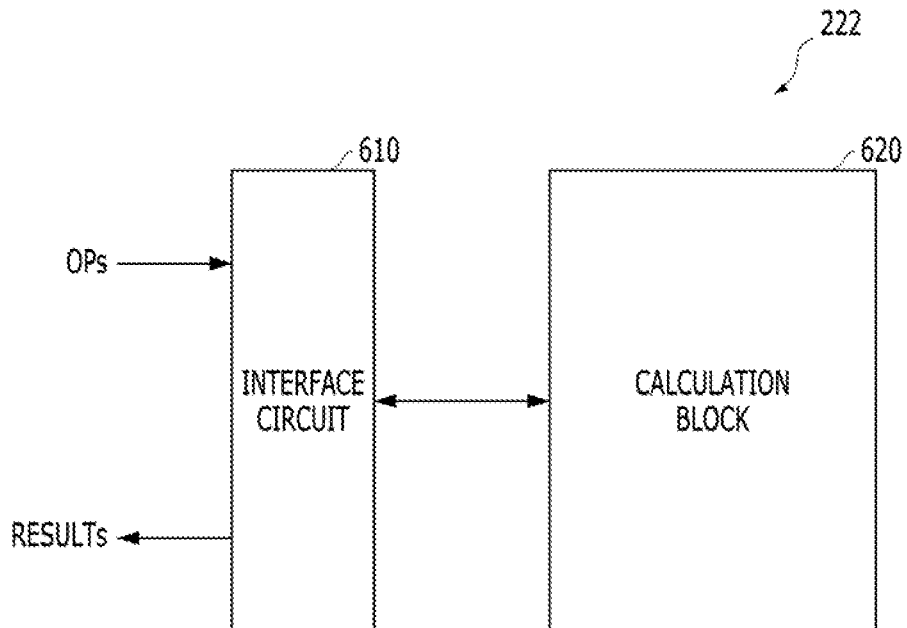 222
610
620
OPs
INTERFACE
CIRCUIT
CALCULATION
BLOCK
RESULTs